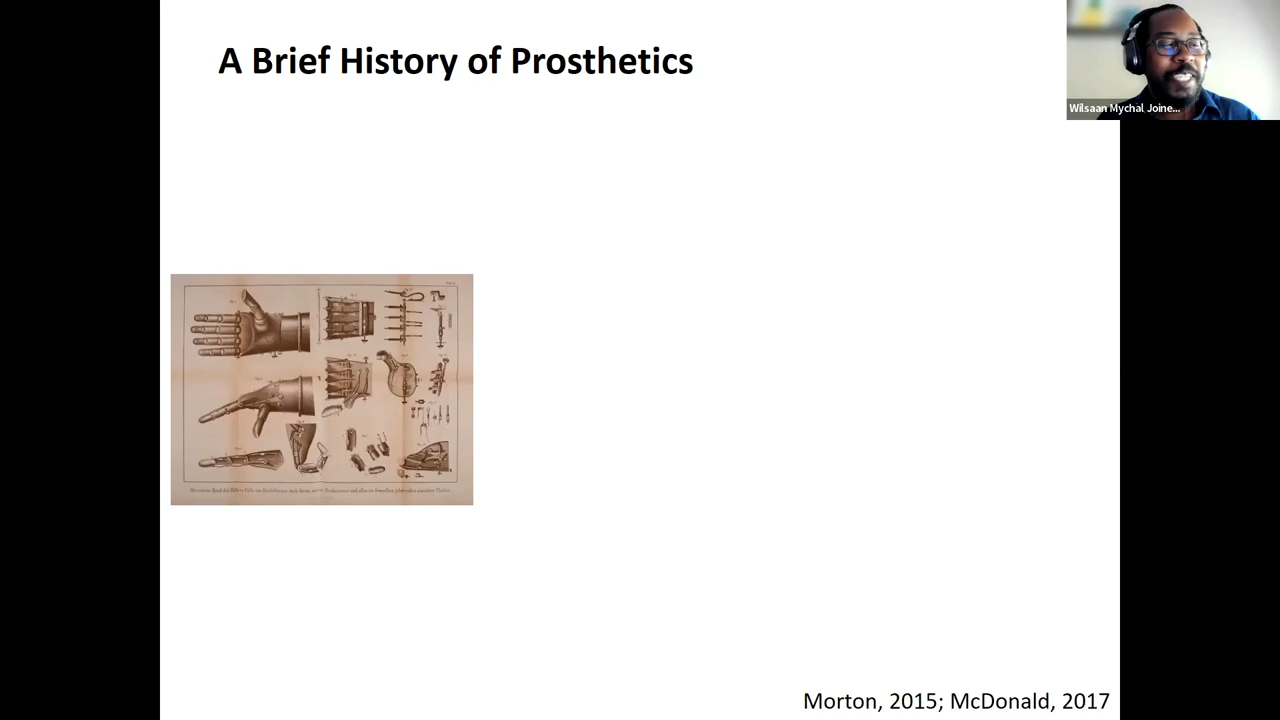 A Brief History of Prosthetics
Wilsaan Mychal Joine...
Morton, 2015; McDonald, 2017